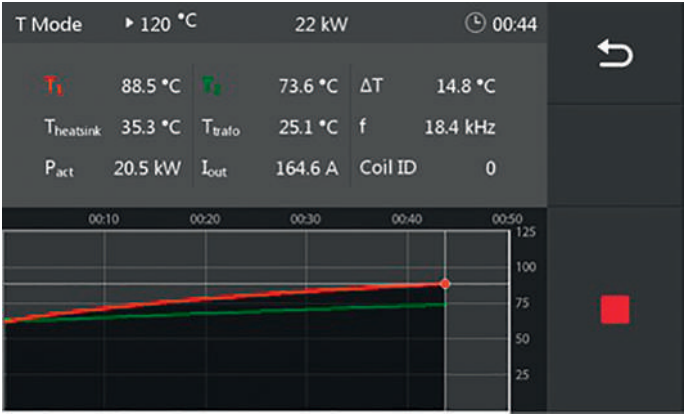 T Mode ▶ 120 °C 22 kW 00:44
T₁ 88.5 °C T₂ 73.6 °C ΔT 14.8 °C
Theatsink 35.3 °C Ttrafo 25.1 °C f 18.4 kHz
Pact 20.5 kW Iout 164.6 A Coil ID 0
00:10 00:20 00:30 00:40 00:50
125
100
75
50
25